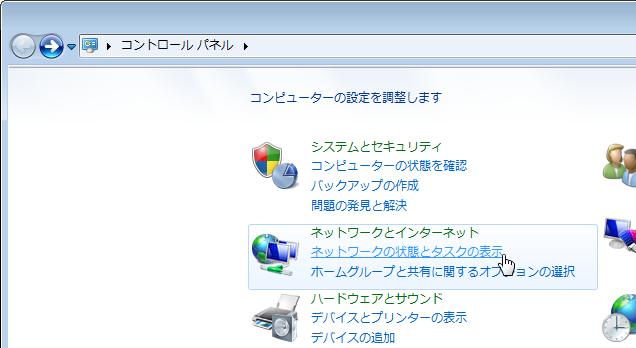 コントロール パネル
コンピューターの設定を調整します
システムとセキュリティ
コンピューターの状態を確認
バックアップの作成
問題の発見と解決
ネットワークとインターネット
ネットワークの状態とタスクの表示
ホームグループと共有に関するオプションの選択
ハードウェアとサウンド
デバイスとプリンターの表示
デバイスの追加